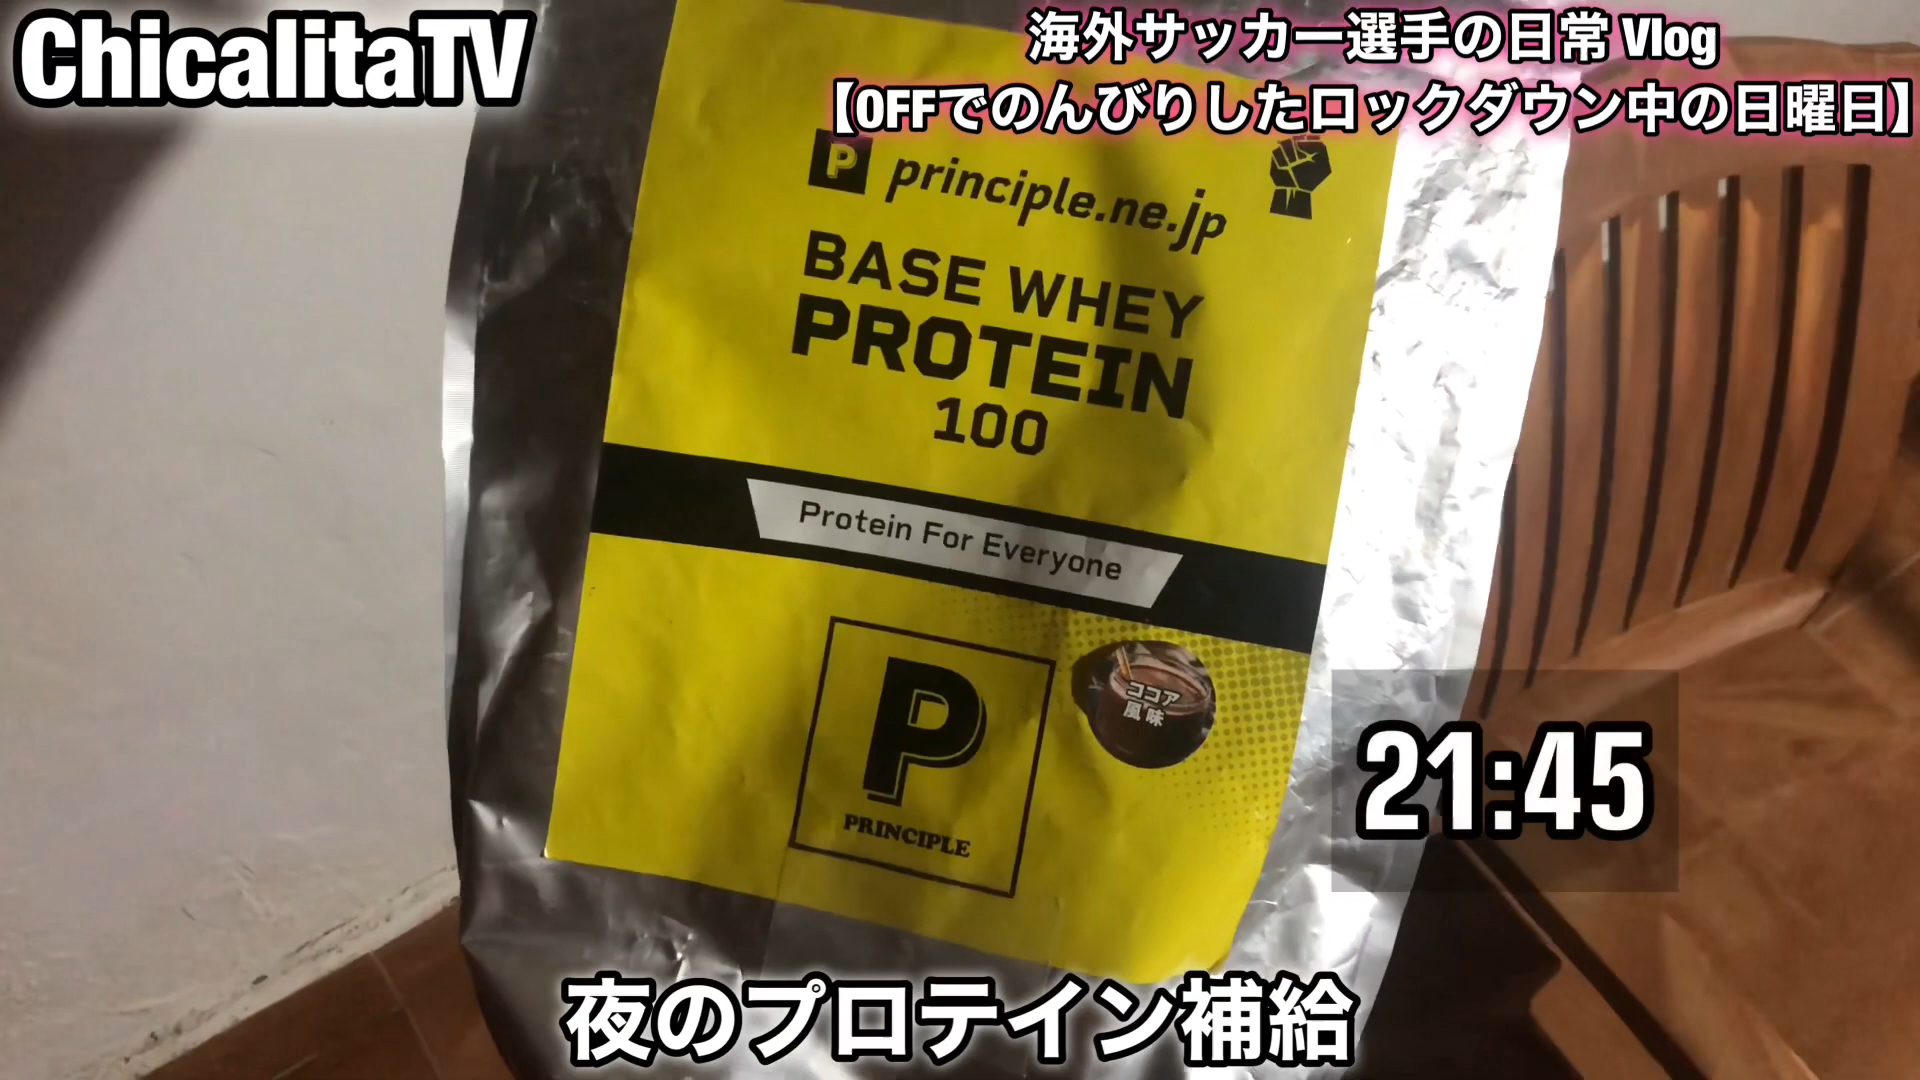 ChicalitaTV
海外サッカー選手の日常 Vlog
【OFFでのんびりしたロックダウン中の日曜日】
P principle.ne.jp
BASE WHEY
PROTEIN
100
Protein For Everyone
ココア
風味
P
PRINCIPLE
21:45
夜のプロテイン補給